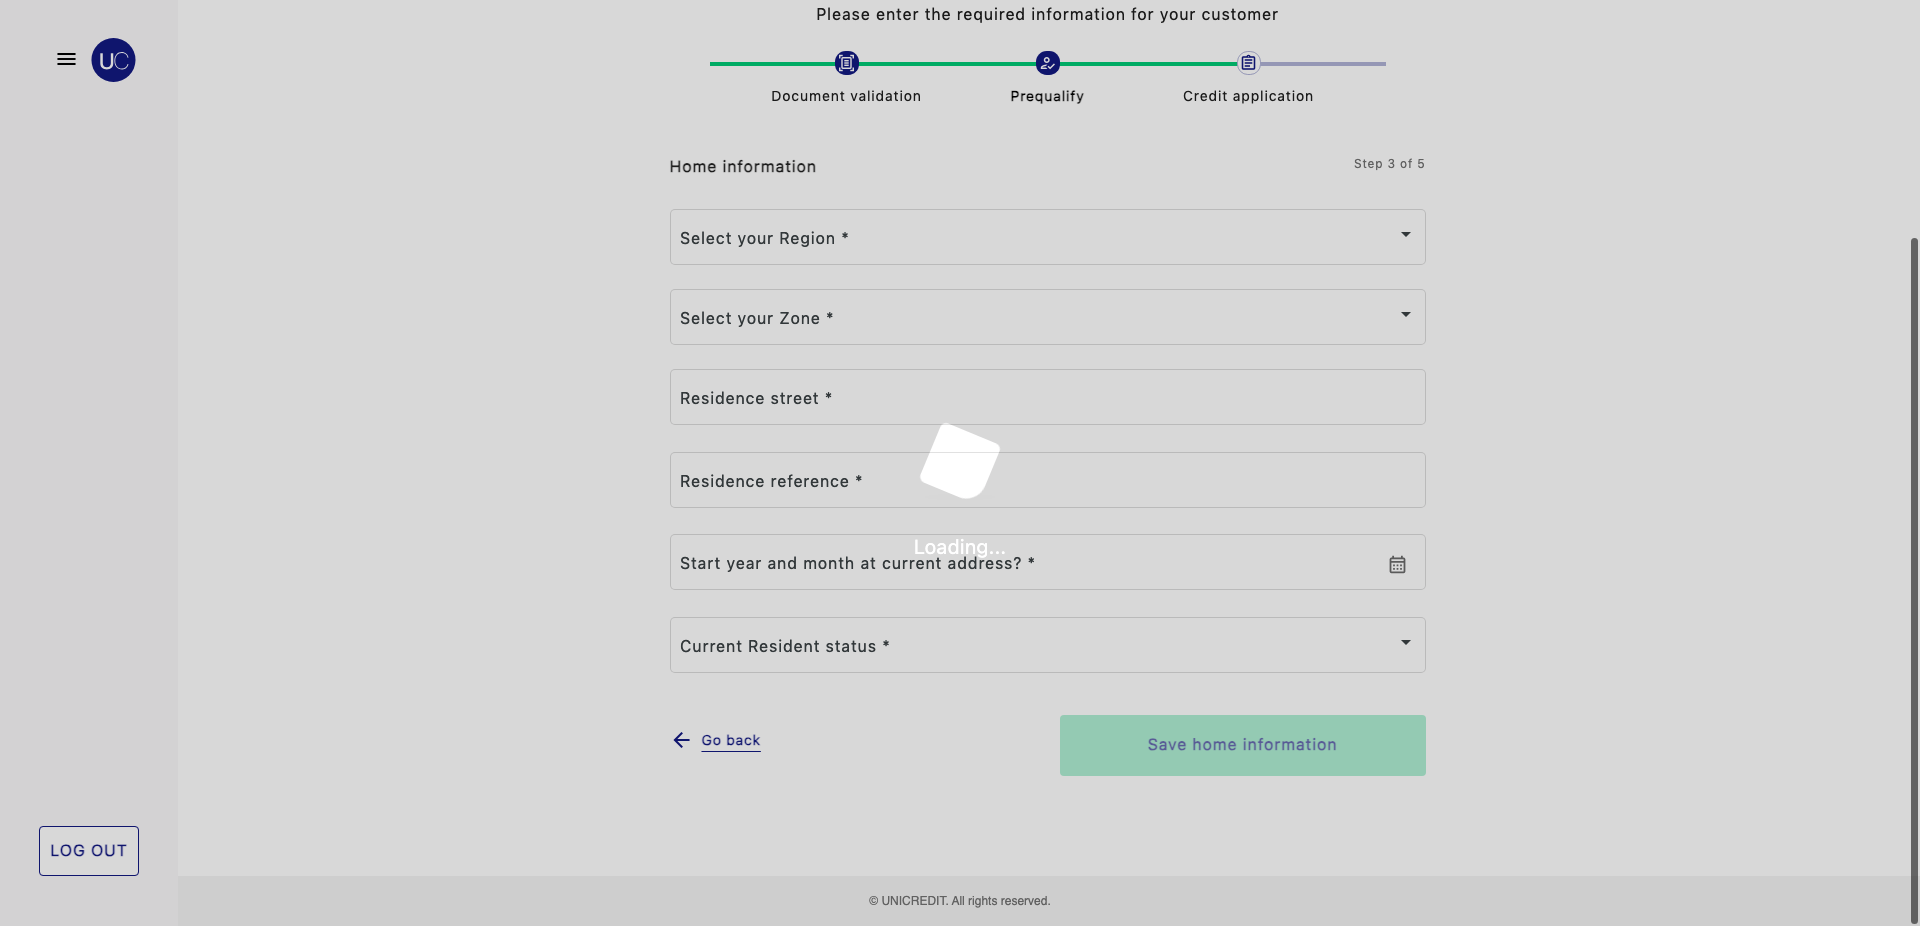 Please enter the required information for your customer
UC
Document validation
Prequalify
Credit application
Home information
Step 3 of 5
Select your Region *
Select your Zone *
Residence street *
Residence reference *
Loading...
Start year and month at current address? *
Current Resident status *
Go back
Save home information
LOG OUT
© UNICREDIT. All rights reserved.